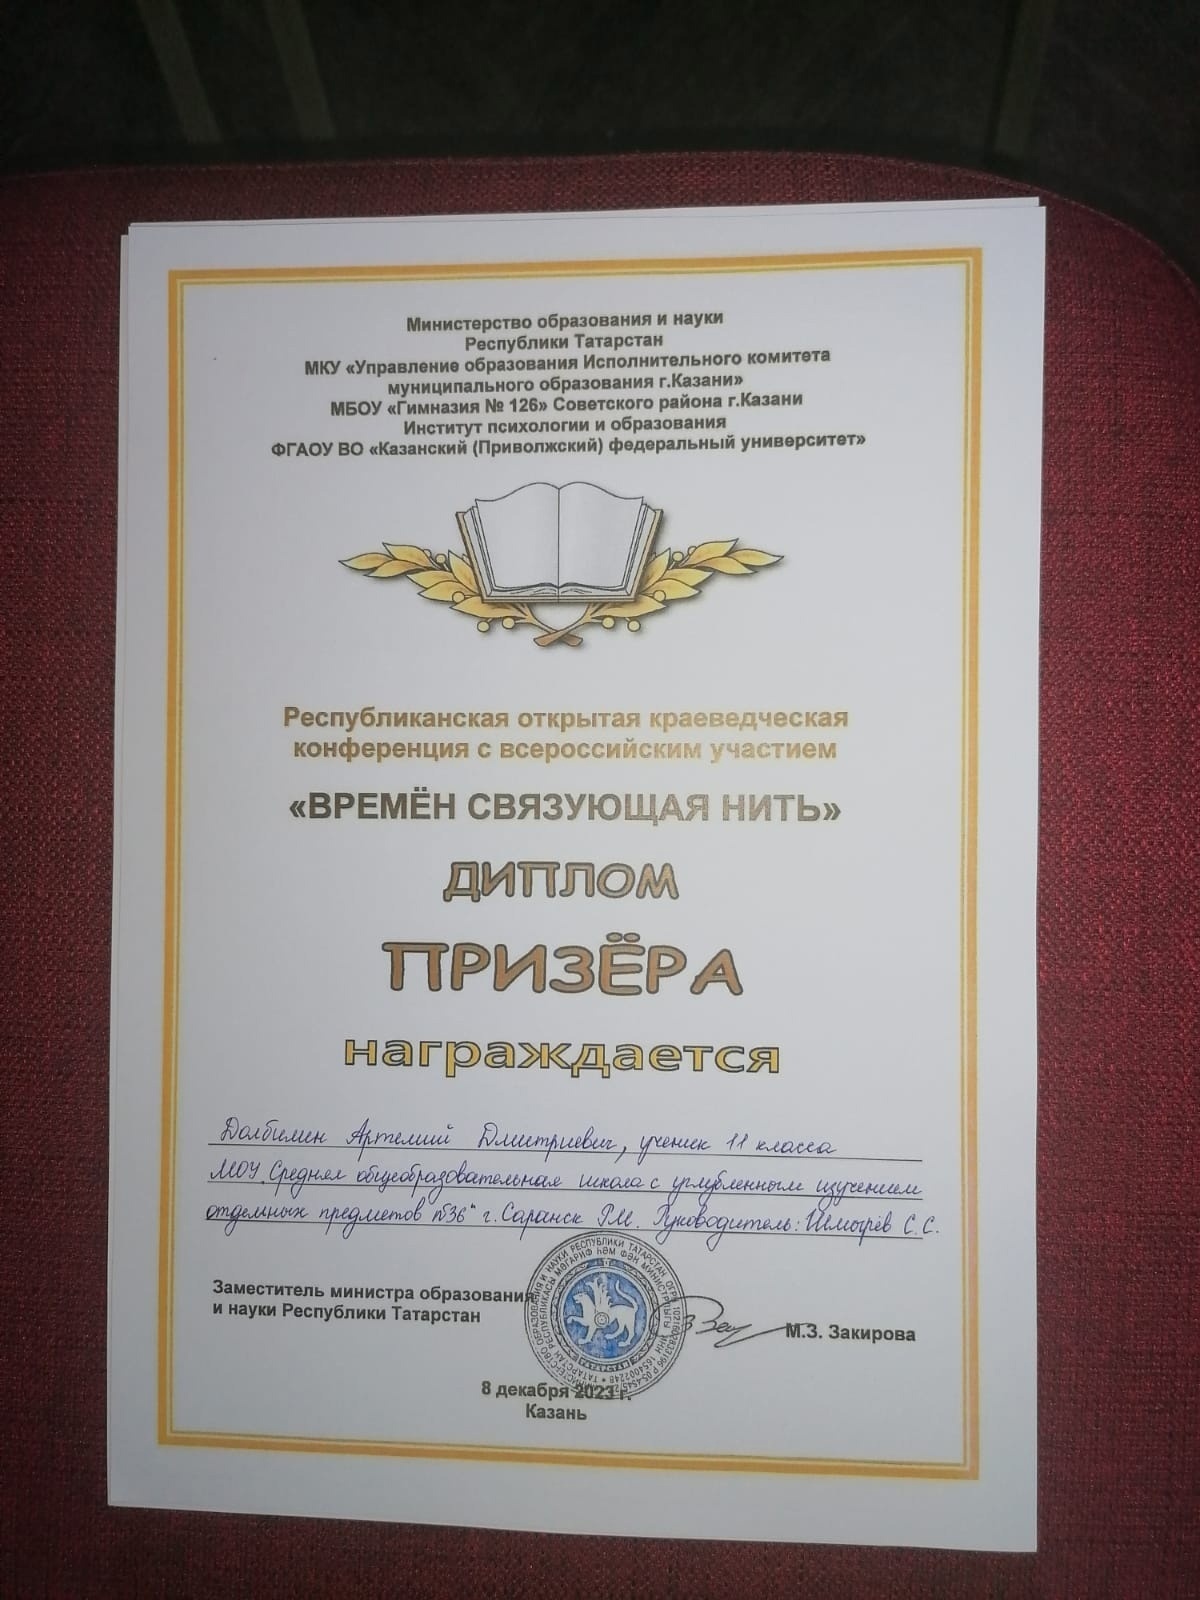 Министерство образования и науки
Республики Татарстан
МКУ «Управление образования Исполнительного комитета
муниципального образования г.Казани»
МБОУ «Гимназия № 126» Советского района г.Казани
Институт психологии и образования
ФГАОУ ВО «Казанский (Приволжский) федеральный университет»
Республиканская открытая краеведческая
конференция с всероссийским участием
«ВРЕМЁН СВЯЗУЮЩАЯ НИТЬ»
ДИПЛОМ
ПРИЗЁРА
награждается
Долбилин Артемий Дмитриевич, ученик 11 класса
МОУ „Средняя общеобразовательная школа с углубленным изучением
отдельных предметов №36" г. Саранск РМ. Руководитель: Шмырёв С.С.
Заместитель министра образования
и науки Республики Татарстан
М.З. Закирова
ТАТАРСТАН
8 декабря 2023 г.
Казань